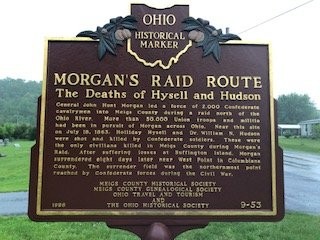 OHIO
HISTORICAL
MARKER
MORGAN'S RAID ROUTE
The Deaths of Hysell and Hudson
General John Hunt Morgan led a force of 2,000 Confederate
cavalrymen into Meigs County during a raid north of the
Ohio River. More than 50,000 Union troops and militia
had been in pursuit of Morgan across Ohio. Near this site
on July 18, 1863, Holliday Hysell and Dr. William N. Hudson
were shot and killed by Confederate soldiers. These were
the only civilians killed in Meigs County during Morgan's
Raid. After suffering losses at Buffington Island, Morgan
surrendered eight days later near West Point in Columbiana
County. The surrender field was the northernmost point
reached by Confederate forces during the Civil War.
MEIGS COUNTY HISTORICAL SOCIETY
MEIGS COUNTY GENEALOGICAL SOCIETY
OHIO TRAVEL AND TOURISM
AND
THE OHIO HISTORICAL SOCIETY
9-53